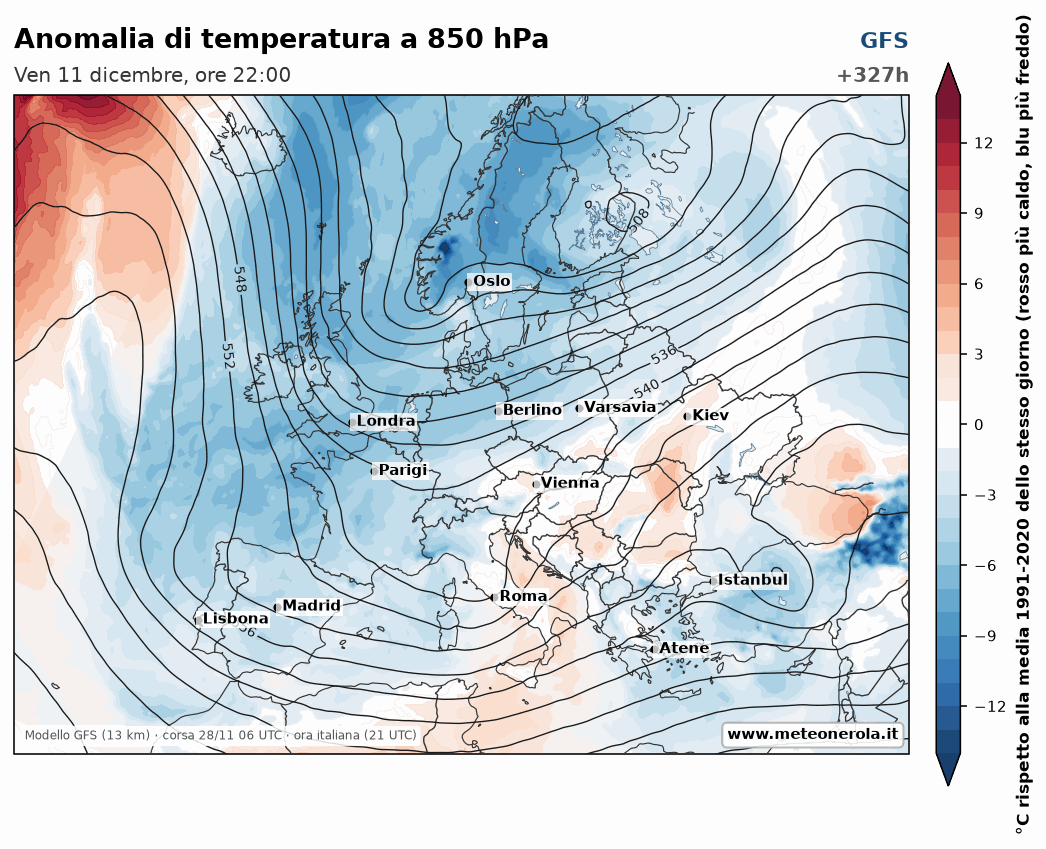 Anomalia di temperatura a 850 hPa
GFS
Ven 11 dicembre, ore 22:00
+327h
508
548
552
536
540
Oslo
Londra
Berlino
Varsavia
Kiev
Parigi
Vienna
Istanbul
Roma
Madrid
Lisbona
Atene
Modello GFS (13 km) · corsa 28/11 06 UTC · ora italiana (21 UTC)
www.meteonerola.it
12
9
6
3
0
−3
−6
−9
−12
°C rispetto alla media 1991-2020 dello stesso giorno (rosso più caldo, blu più freddo)